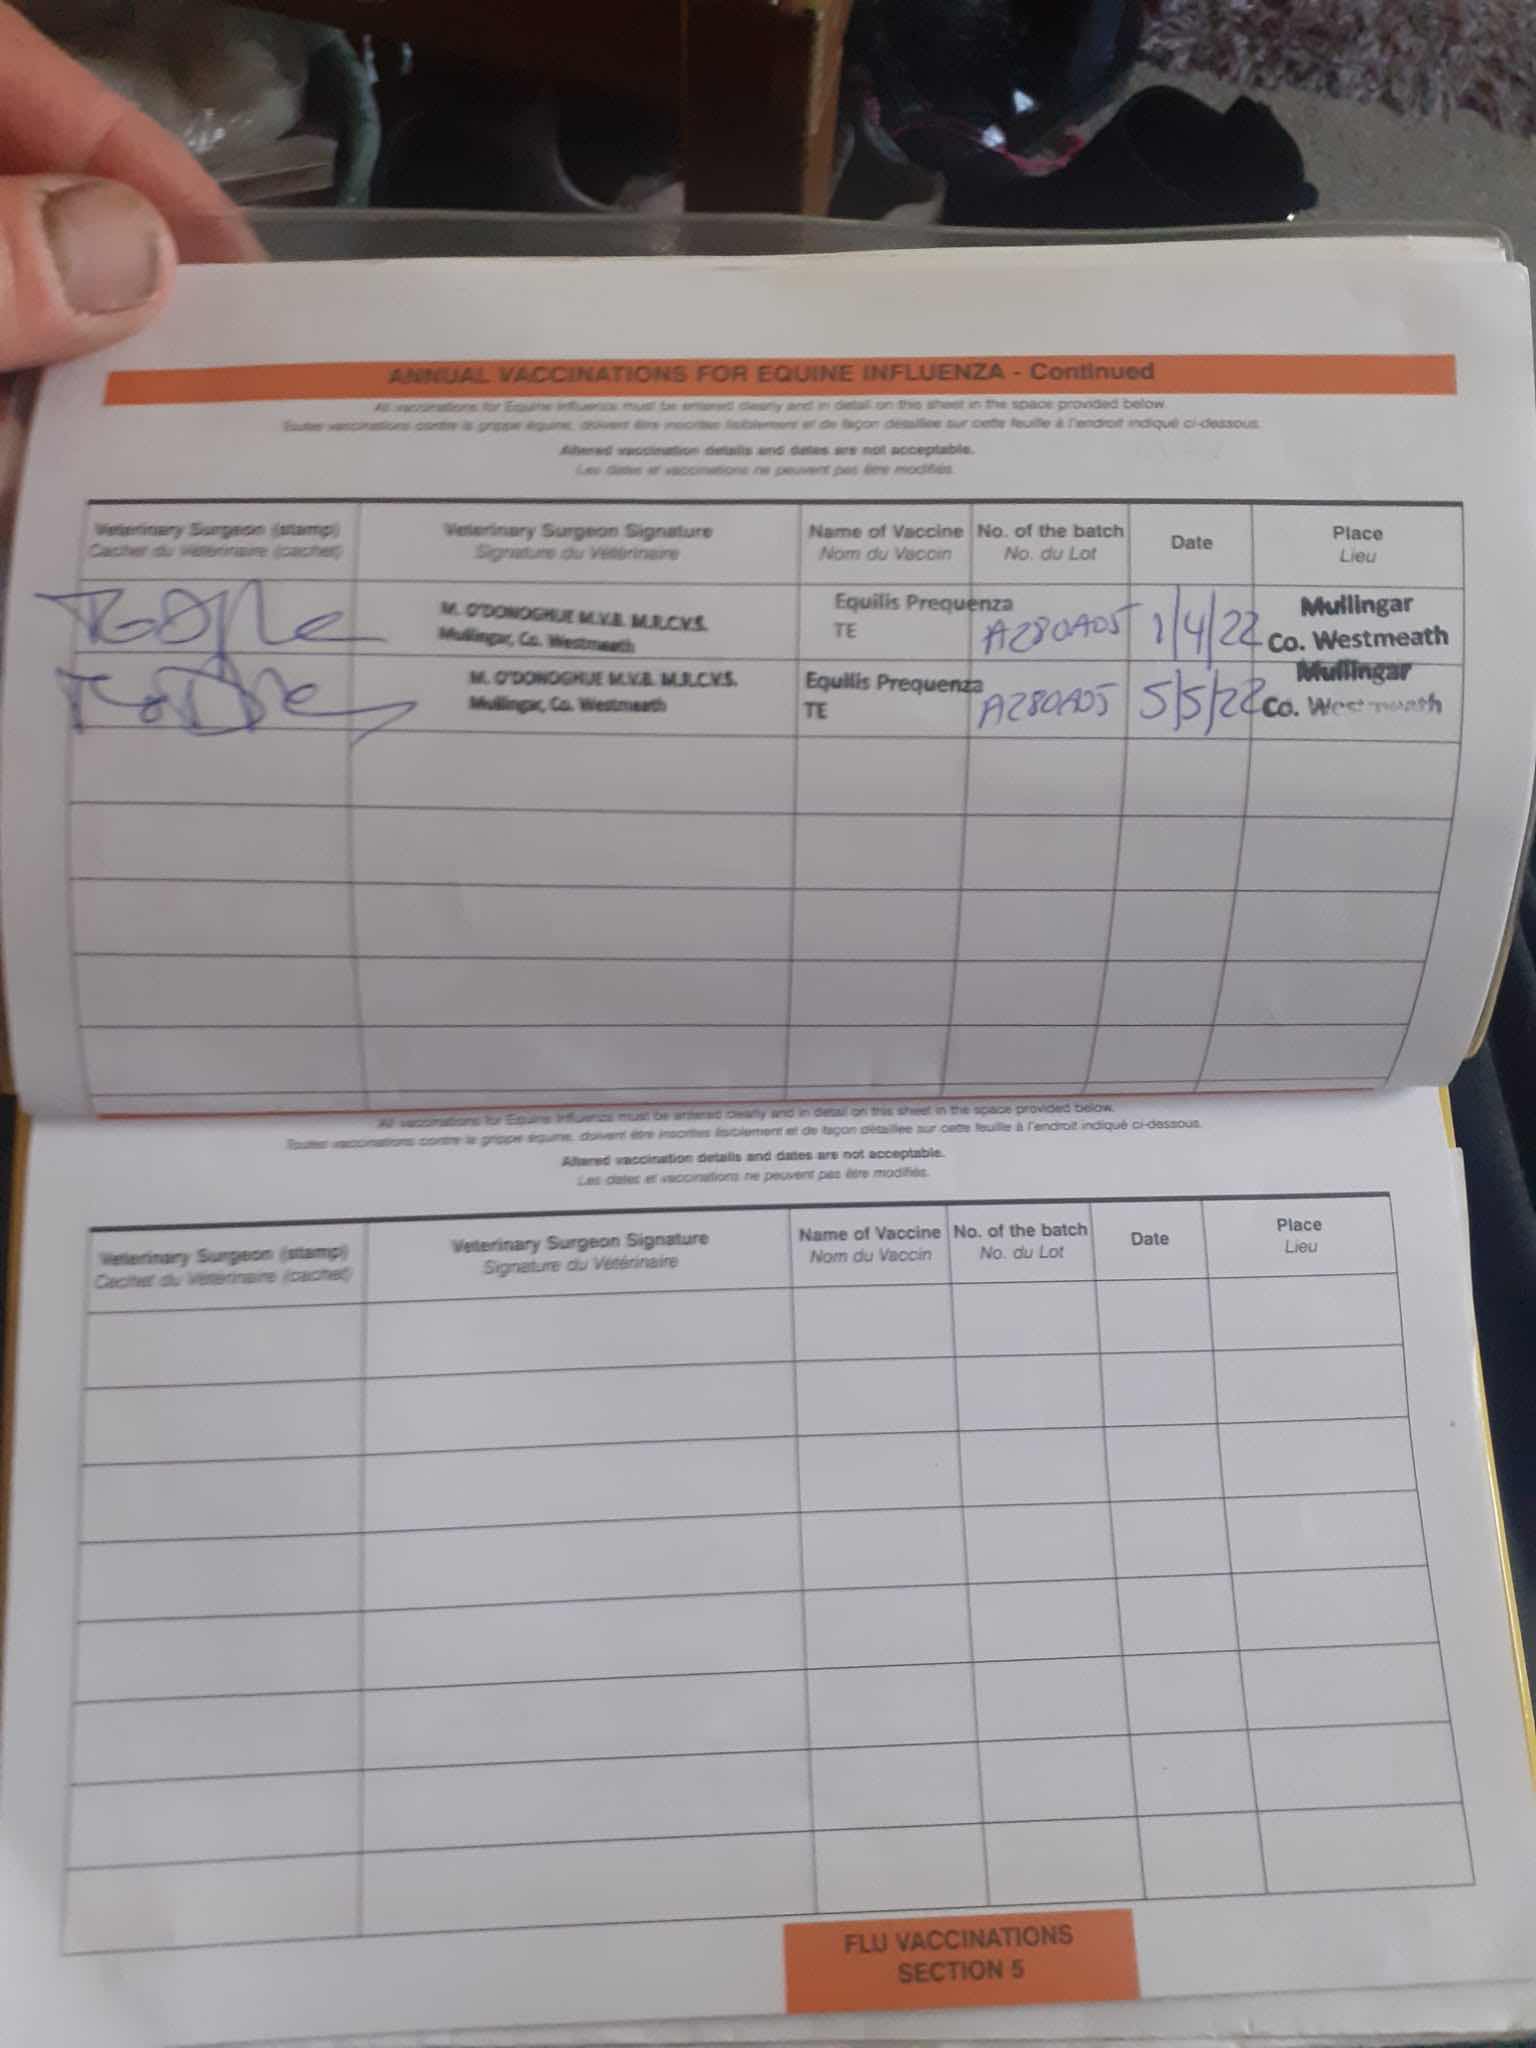 ANNUAL VACCINATIONS FOR EQUINE INFLUENZA - Continued
All vaccinations for Equine Influenza must be entered clearly and in detail on this sheet in the space provided below.
Toutes vaccinations contre la grippe équine, doivent être inscrites lisiblement et de façon détaillée sur cette feuille à l'endroit indiqué ci-dessous.
Altered vaccination details and dates are not acceptable.
Les dates et vaccinations ne peuvent pas être modifiés.
Veterinary Surgeon (stamp) Veterinary Surgeon Signature Name of Vaccine No. of the batch Date Place
Cachet du Vétérinaire (cachet) Signature du Vétérinaire Nom du Vaccin No. du Lot Lieu
M. O'DONOGHUE M.V.B. M.R.C.V.S. Equilis Prequenza A280A05 1/4/22 Mullingar
Mullingar, Co. Westmeath TE Co. Westmeath
M. O'DONOGHUE M.V.B. M.R.C.V.S. Equilis Prequenza A280A05 5/5/22 Mullingar
Mullingar, Co. Westmeath TE Co. Westmeath
All vaccinations for Equine Influenza must be entered clearly and in detail on this sheet in the space provided below.
Toutes vaccinations contre la grippe équine, doivent être inscrites lisiblement et de façon détaillée sur cette feuille à l'endroit indiqué ci-dessous.
Altered vaccination details and dates are not acceptable.
Les dates et vaccinations ne peuvent pas être modifiés.
Veterinary Surgeon (stamp) Veterinary Surgeon Signature Name of Vaccine No. of the batch Date Place
Cachet du Vétérinaire (cachet) Signature du Vétérinaire Nom du Vaccin No. du Lot Lieu
FLU VACCINATIONS
SECTION 5